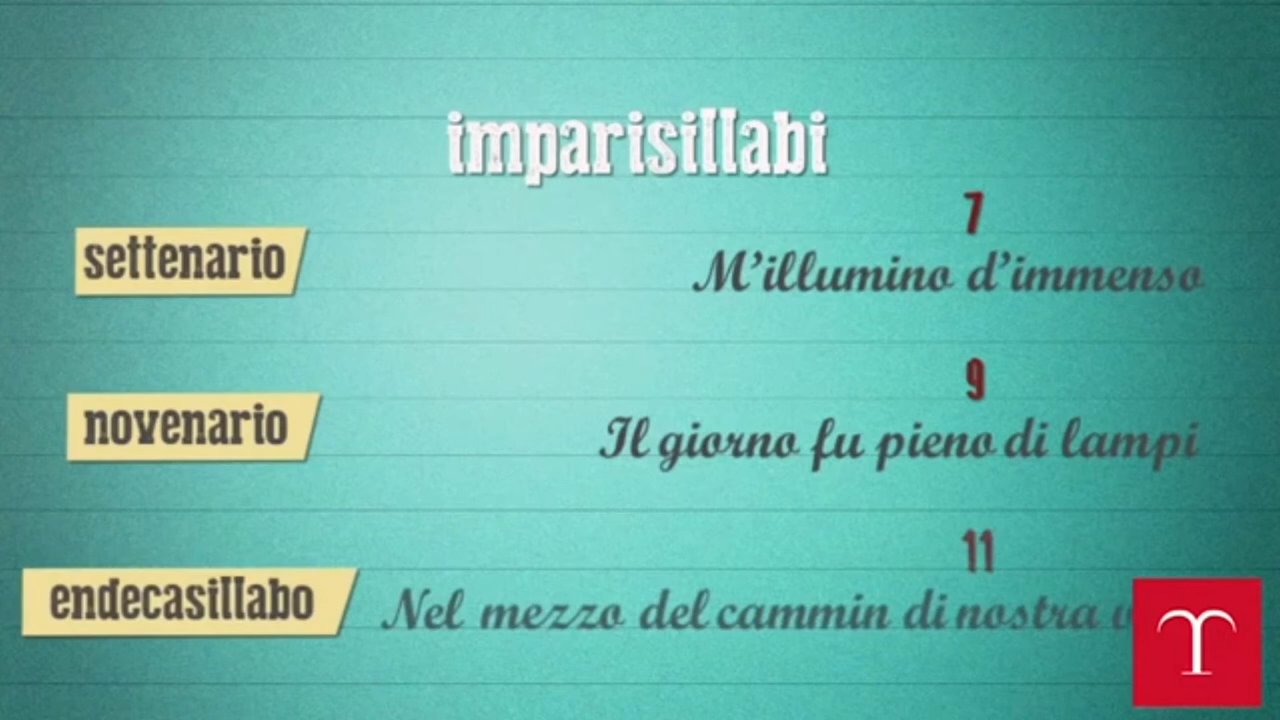 imparisillabi
7
settenario M'illumino d'immenso
9
novenario Il giorno fu pieno di lampi
11
endecasillabo Nel mezzo del cammin di nostra